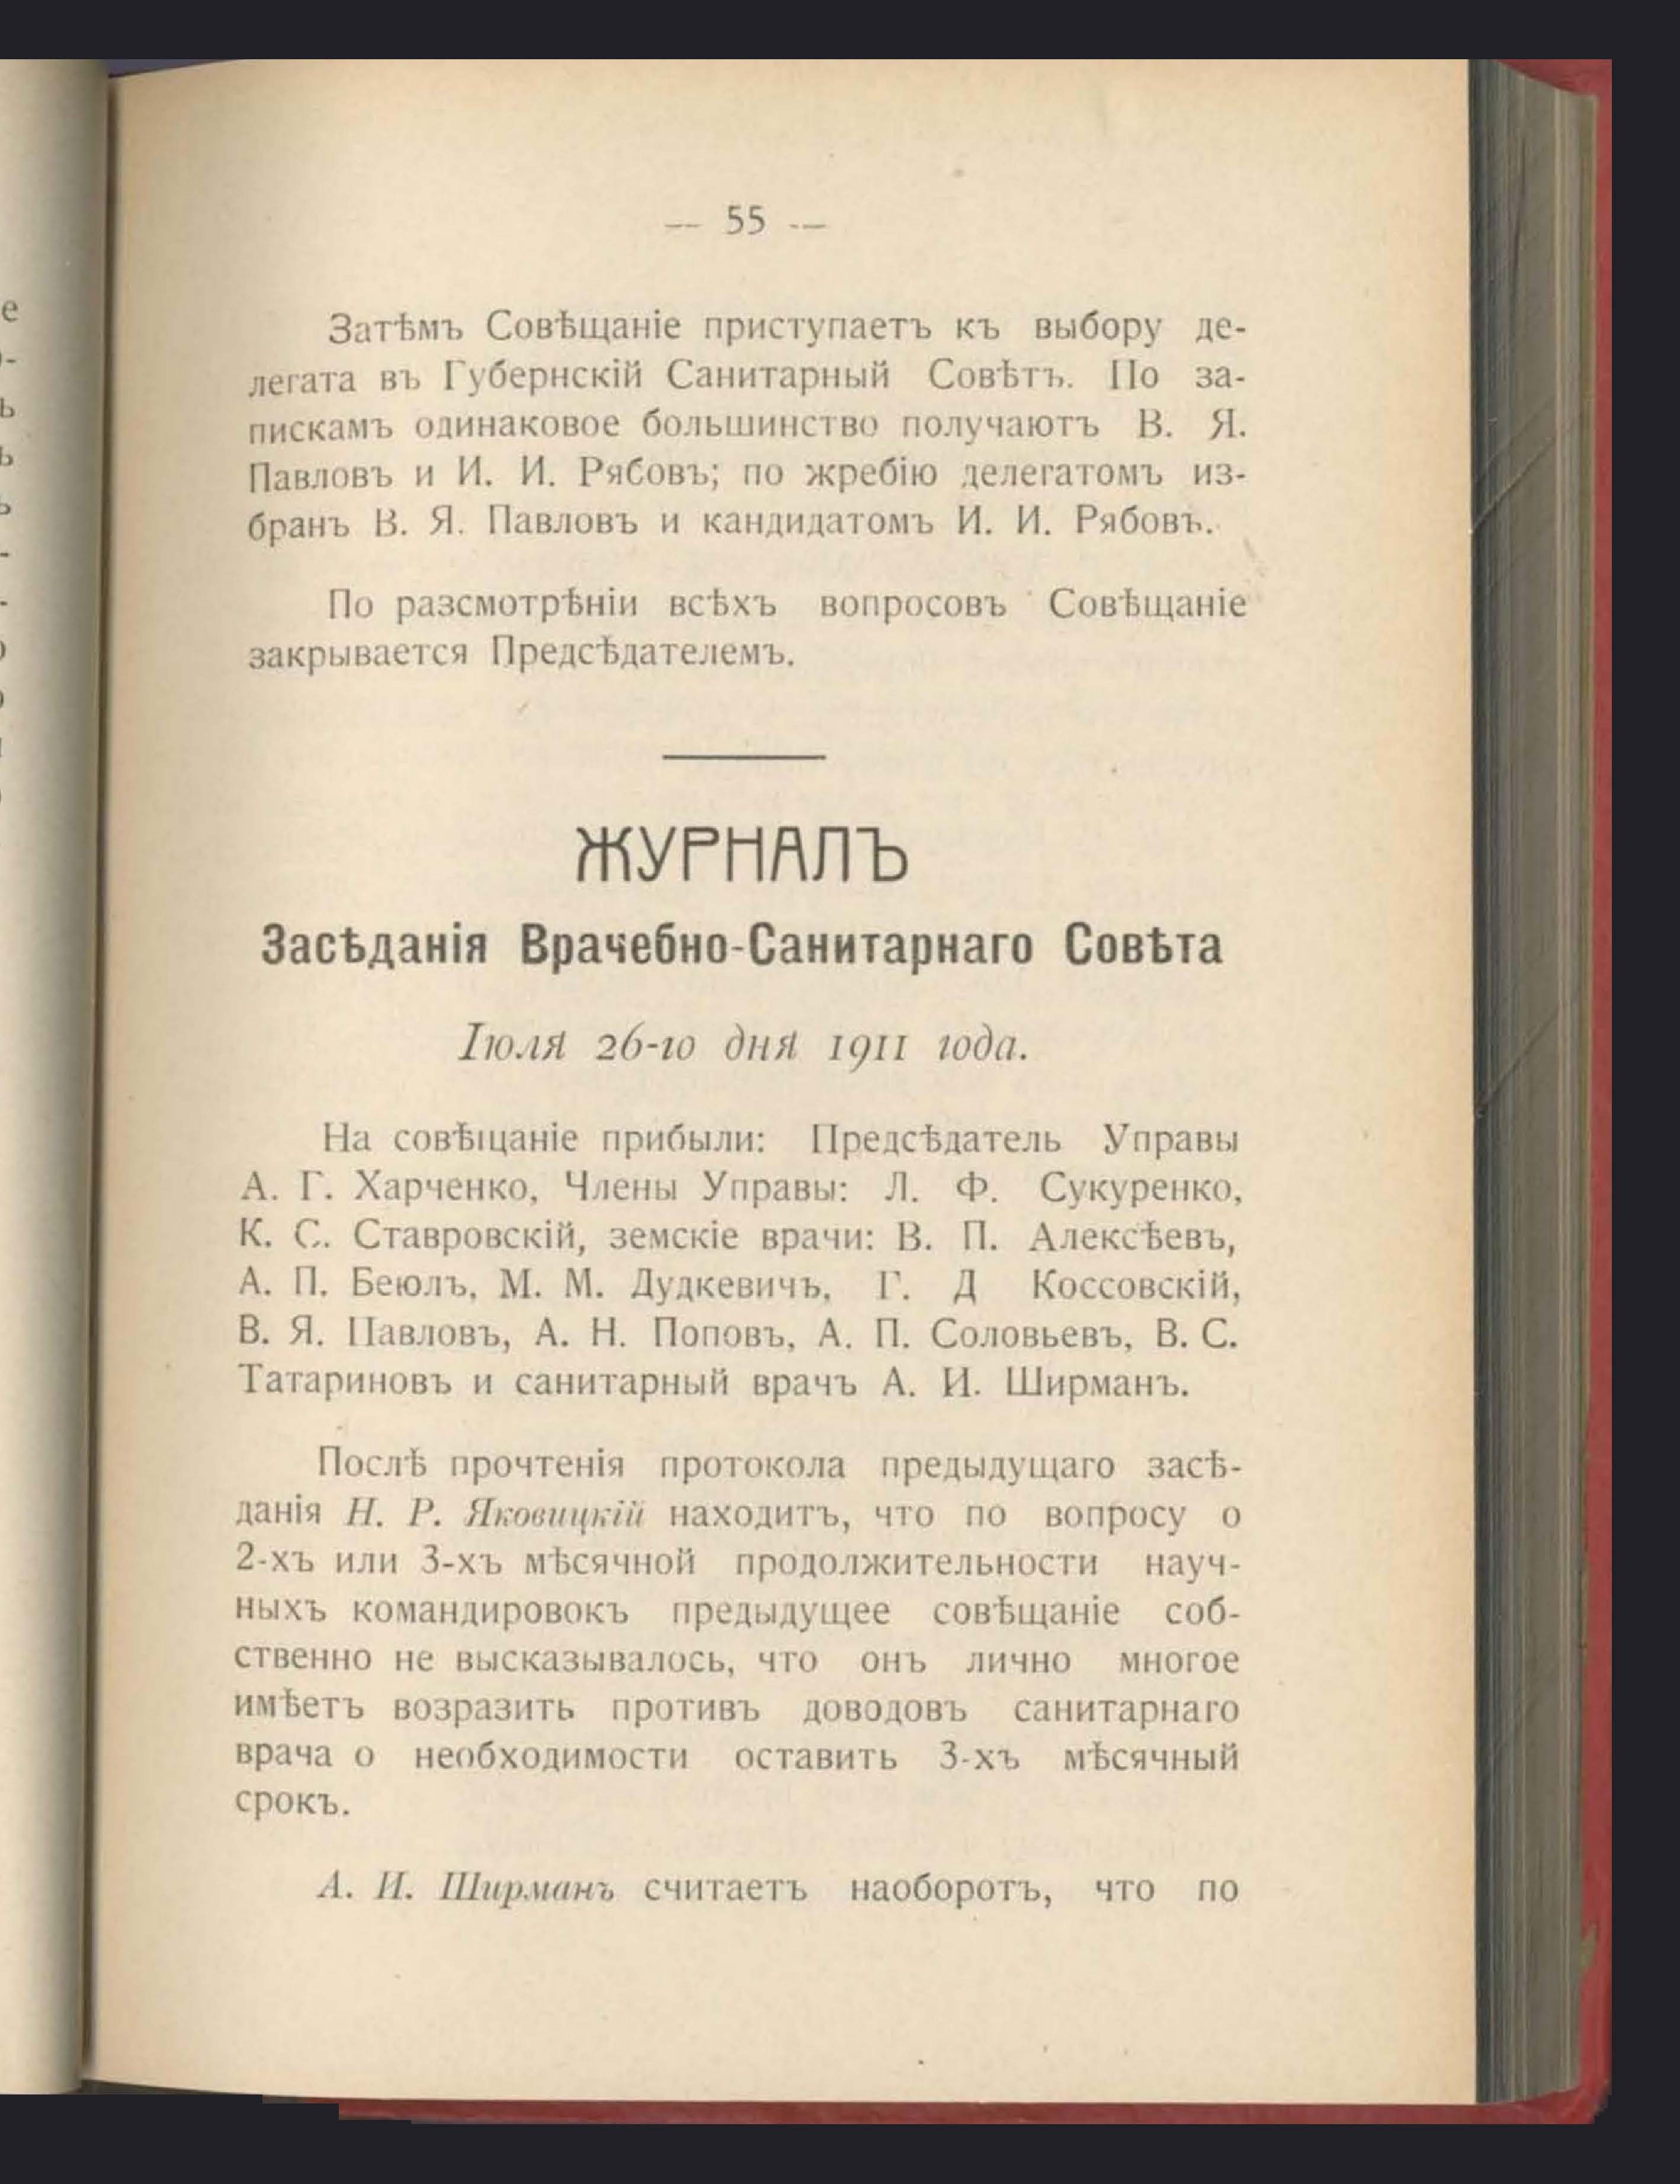 — 55 —
Затѣмъ Совѣщаніе приступаетъ къ выбору де-
легата въ Губернскій Санитарный Совѣтъ. По за-
пискамъ одинаковое большинство получаютъ В. Я.
Павловъ и И. И. Рябовъ; по жребію делегатомъ из-
бранъ В. Я. Павловъ и кандидатомъ И. И. Рябовъ.
По разсмотрѣніи всѣхъ вопросовъ Совѣщаніе
закрывается Предсѣдателемъ.
ЖУРНАЛЪ
Засѣданія Врачебно-Санитарнаго Совѣта
Іюля 26-го дня 1911 года.
На совѣщаніе прибыли: Предсѣдатель Управы
А. Г. Харченко, Члены Управы: Л. Ф. Сукуренко,
К. С. Ставровскій, земскіе врачи: В. П. Алексѣевъ,
А. П. Беюлъ, М. М. Дудкевичъ, Г. Д Коссовскій,
В. Я. Павловъ, А. Н. Поповъ, А. П. Соловьевъ, В. С.
Татариновъ и санитарный врачъ А. И. Ширманъ.
Послѣ прочтенія протокола предыдущаго засѣ-
данія Н. Р. Яковицкій находитъ, что по вопросу о
2-хъ или 3-хъ мѣсячной продолжительности науч-
ныхъ командировокъ предыдущее совѣщаніе соб-
ственно не высказывалось, что онъ лично многое
имѣетъ возразить противъ доводовъ санитарнаго
врача о необходимости оставить 3-хъ мѣсячный
срокъ.
А. И. Ширманъ считаетъ наоборотъ, что по